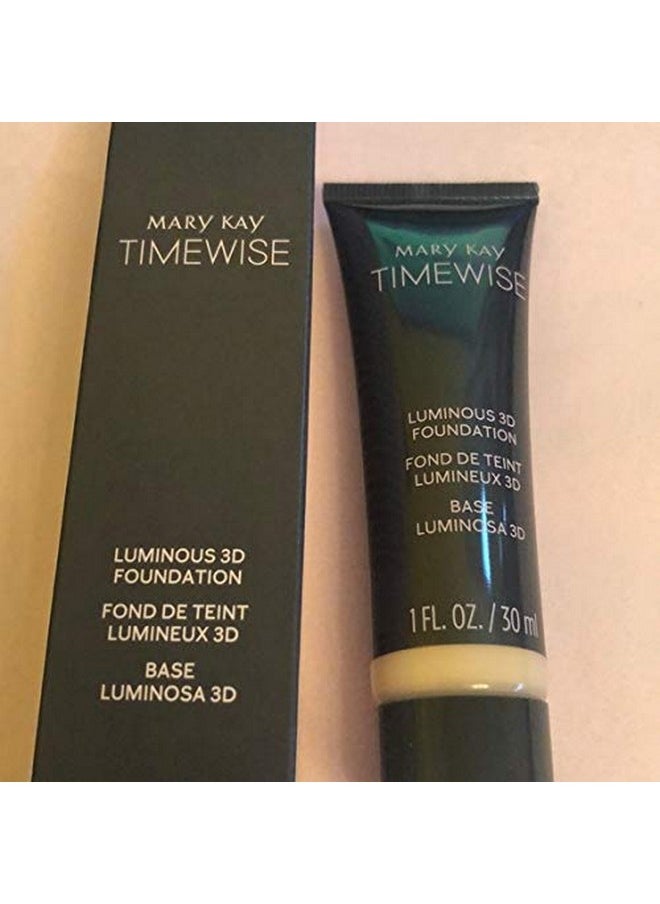 MARY KAY
TIMEWISE
LUMINOUS 3D
FOUNDATION
FOND DE TEINT
LUMINEUX 3D
BASE
LUMINOSA 3D
MARY KAY
TIMEWISE
LUMINOUS 3D
FOUNDATION
FOND DE TEINT
LUMINEUX 3D
BASE
LUMINOSA 3D
1 FL. OZ. / 30 ml